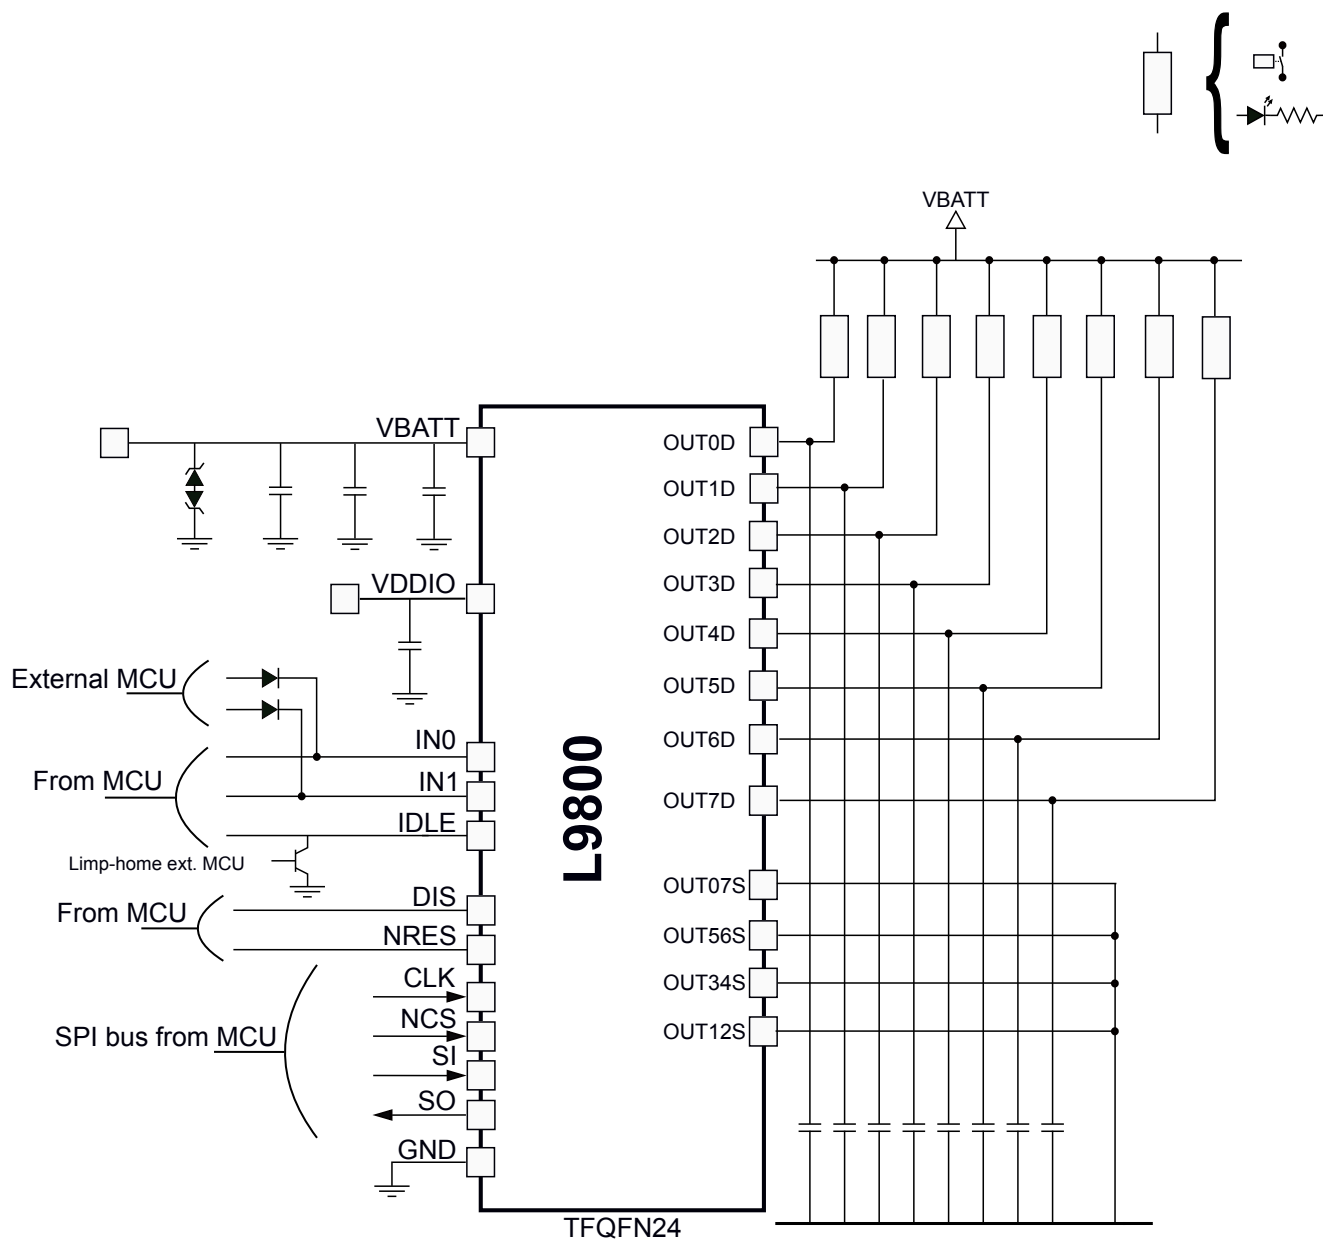 VBATT
VBATT
VDDIO
External MCU
IN0
From MCU
IN1
IDLE
Limp-home ext. MCU
DIS
From MCU
NRES
CLK
NCS
SPI bus from MCU
SI
SO
GND
L9800
OUT0D
OUT1D
OUT2D
OUT3D
OUT4D
OUT5D
OUT6D
OUT7D
OUT07S
OUT56S
OUT34S
OUT12S
TFQFN24